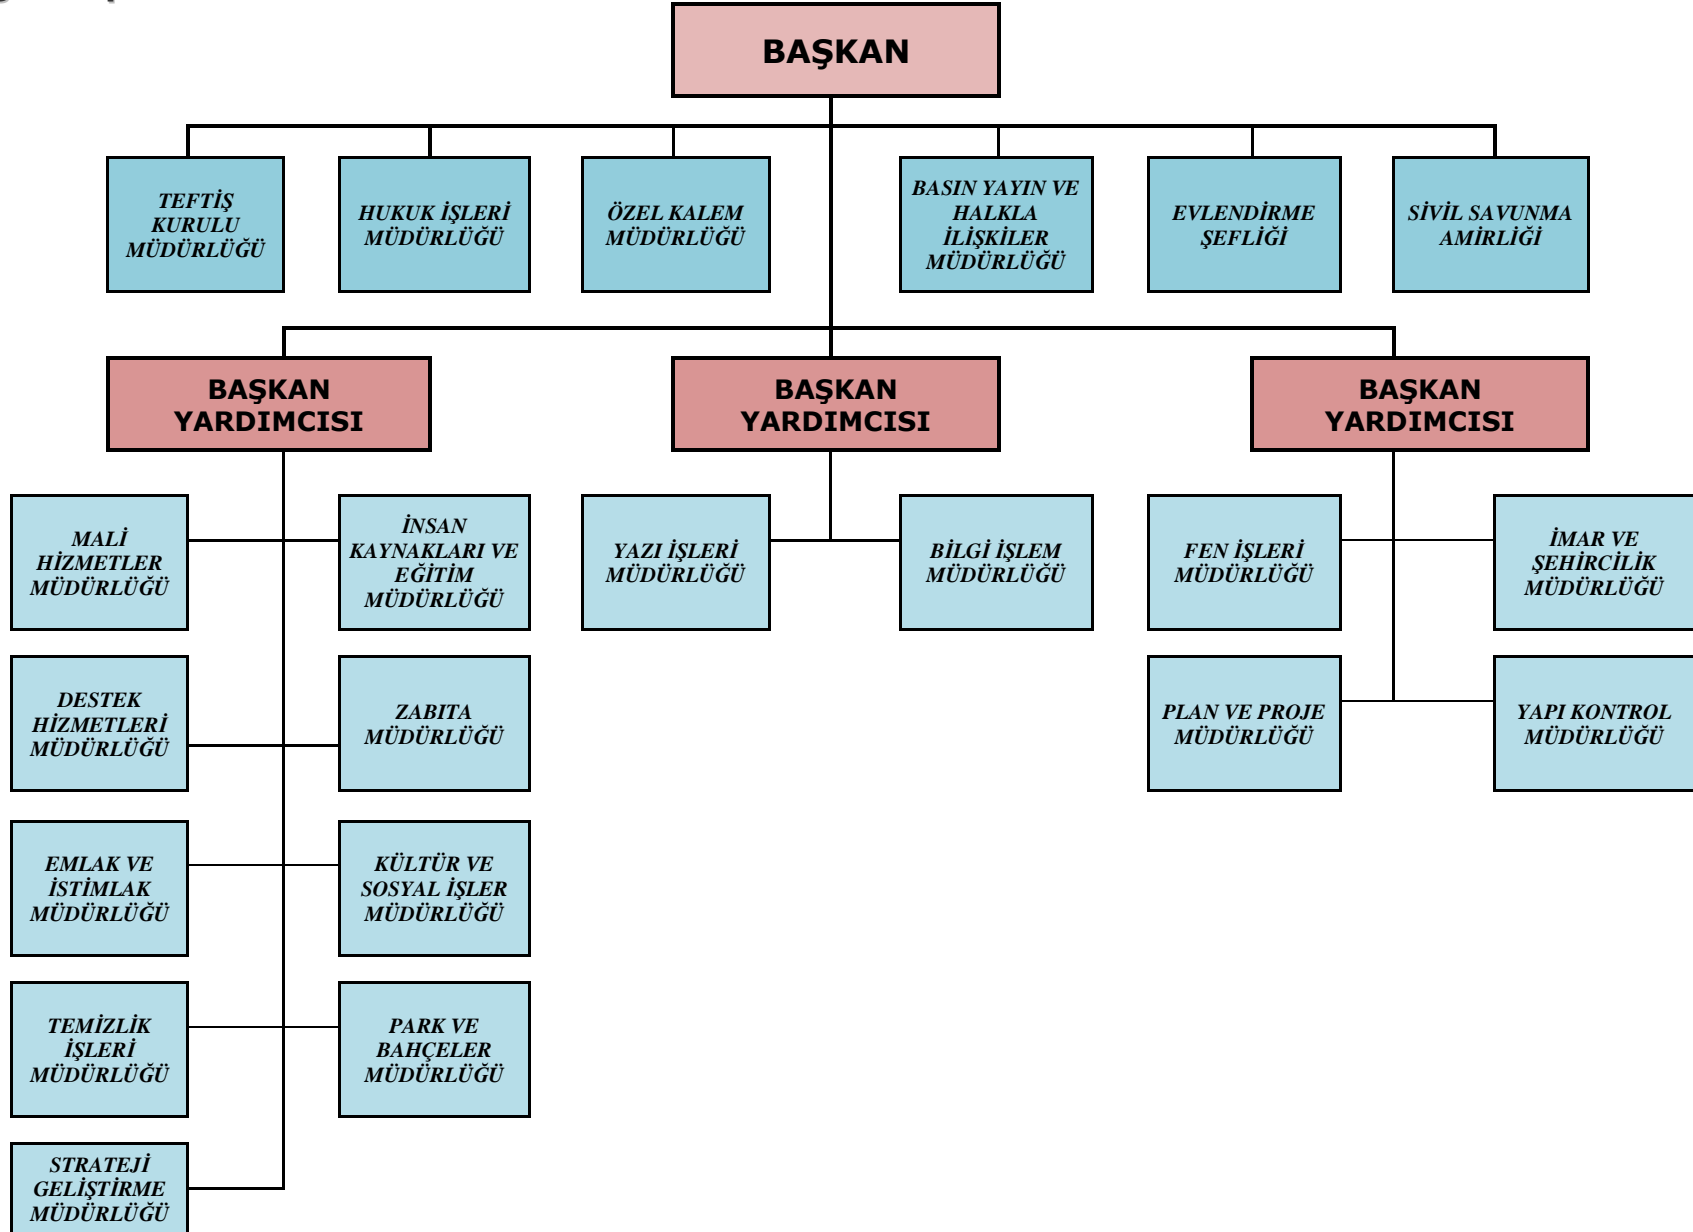 BAŞKAN
TEFTİŞ
KURULU
MÜDÜRLÜĞÜ
HUKUK İŞLERİ
MÜDÜRLÜĞÜ
ÖZEL KALEM
MÜDÜRLÜĞÜ
BASIN YAYIN VE
HALKLA
İLİŞKİLER
MÜDÜRLÜĞÜ
EVLENDİRME
ŞEFLİĞİ
SİVİL SAVUNMA
AMİRLİĞİ
BAŞKAN
YARDIMCISI
BAŞKAN
YARDIMCISI
BAŞKAN
YARDIMCISI
MALİ
HİZMETLER
MÜDÜRLÜĞÜ
İNSAN
KAYNAKLARI VE
EĞİTİM
MÜDÜRLÜĞÜ
YAZI İŞLERİ
MÜDÜRLÜĞÜ
BİLGİ İŞLEM
MÜDÜRLÜĞÜ
FEN İŞLERİ
MÜDÜRLÜĞÜ
İMAR VE
ŞEHİRCİLİK
MÜDÜRLÜĞÜ
DESTEK
HİZMETLERİ
MÜDÜRLÜĞÜ
ZABITA
MÜDÜRLÜĞÜ
PLAN VE PROJE
MÜDÜRLÜĞÜ
YAPI KONTROL
MÜDÜRLÜĞÜ
EMLAK VE
İSTİMLAK
MÜDÜRLÜĞÜ
KÜLTÜR VE
SOSYAL İŞLER
MÜDÜRLÜĞÜ
TEMİZLİK
İŞLERİ
MÜDÜRLÜĞÜ
PARK VE
BAHÇELER
MÜDÜRLÜĞÜ
STRATEJİ
GELİŞTİRME
MÜDÜRLÜĞÜ